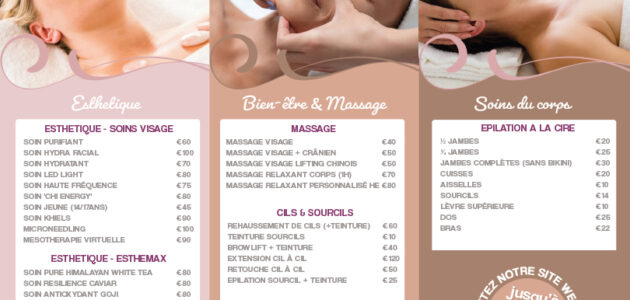 Esthetique
ESTHETIQUE - SOINS VISAGE
SOIN PURIFIANT €60
SOIN HYDRA FACIAL €100
SOIN HYDRATANT €70
SOIN LED LIGHT €80
SOIN HAUTE FRÉQUENCE €75
SOIN 'CHI ENERGY' €80
SOIN JEUNE (14/17ANS) €45
SOIN KHIELS €90
MICRONEEDLING €100
MESOTHERAPIE VIRTUELLE €90
ESTHETIQUE - ESTHEMAX
SOIN PURE HIMALAYAN WHITE TEA €80
SOIN RESILIENCE CAVIAR €80
SOIN ANTIOXYDANT GOJI €80
Bien-être & Massage
MASSAGE
MASSAGE VISAGE €40
MASSAGE VISAGE + CRÂNIEN €50
MASSAGE VISAGE LIFTING CHINOIS €50
MASSAGE RELAXANT CORPS (1H) €70
MASSAGE RELAXANT PERSONNALISÉ HE €80
CILS & SOURCILS
REHAUSSEMENT DE CILS (+TEINTURE) €60
TEINTURE SOURCILS €10
BROW LIFT + TEINTURE €40
EXTENSION CIL À CIL €120
RETOUCHE CIL À CIL €50
EPILATION SOURCIL + TEINTURE €25
Soins du corps
EPILATION A LA CIRE
½ JAMBES €20
¾ JAMBES €25
JAMBES COMPLÈTES (SANS BIKINI) €30
CUISSES €20
AISSELLES €10
SOURCILS €14
LÈVRE SUPÉRIEURE €10
DOS €25
BRAS €22
NOTRE SITE
jusqu'à